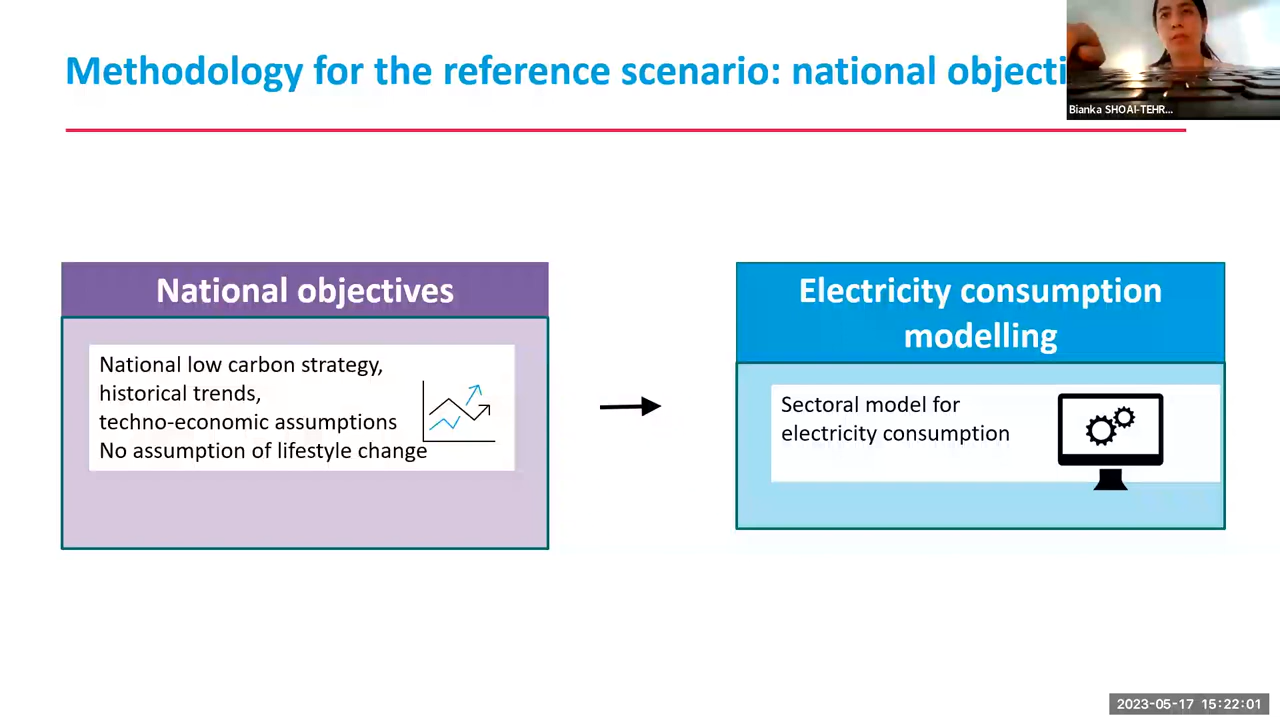 Methodology for the reference scenario: national objecti
Bianka SHOAI-TEHR...
National objectives
National low carbon strategy,
historical trends,
techno-economic assumptions
No assumption of lifestyle change
Electricity consumption
modelling
Sectoral model for
electricity consumption
2023-05-17 15:22:01